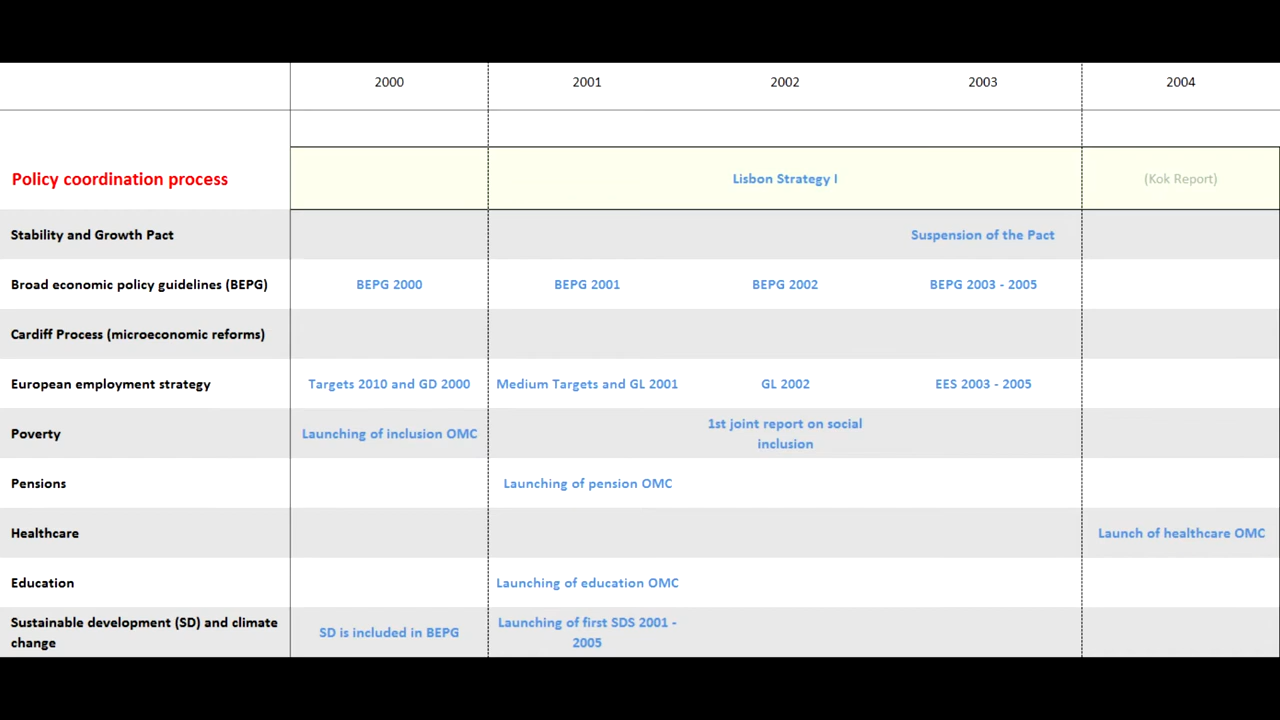 2000 2001 2002 2003 2004
Policy coordination process Lisbon Strategy I (Kok Report)
Stability and Growth Pact Suspension of the Pact
Broad economic policy guidelines (BEPG) BEPG 2000 BEPG 2001 BEPG 2002 BEPG 2003 - 2005
Cardiff Process (microeconomic reforms)
European employment strategy Targets 2010 and GD 2000 Medium Targets and GL 2001 GL 2002 EES 2003 - 2005
Poverty Launching of inclusion OMC 1st joint report on social
inclusion
Pensions Launching of pension OMC
Healthcare Launch of healthcare OMC
Education Launching of education OMC
Sustainable development (SD) and climate
change SD is included in BEPG Launching of first SDS 2001 -
2005